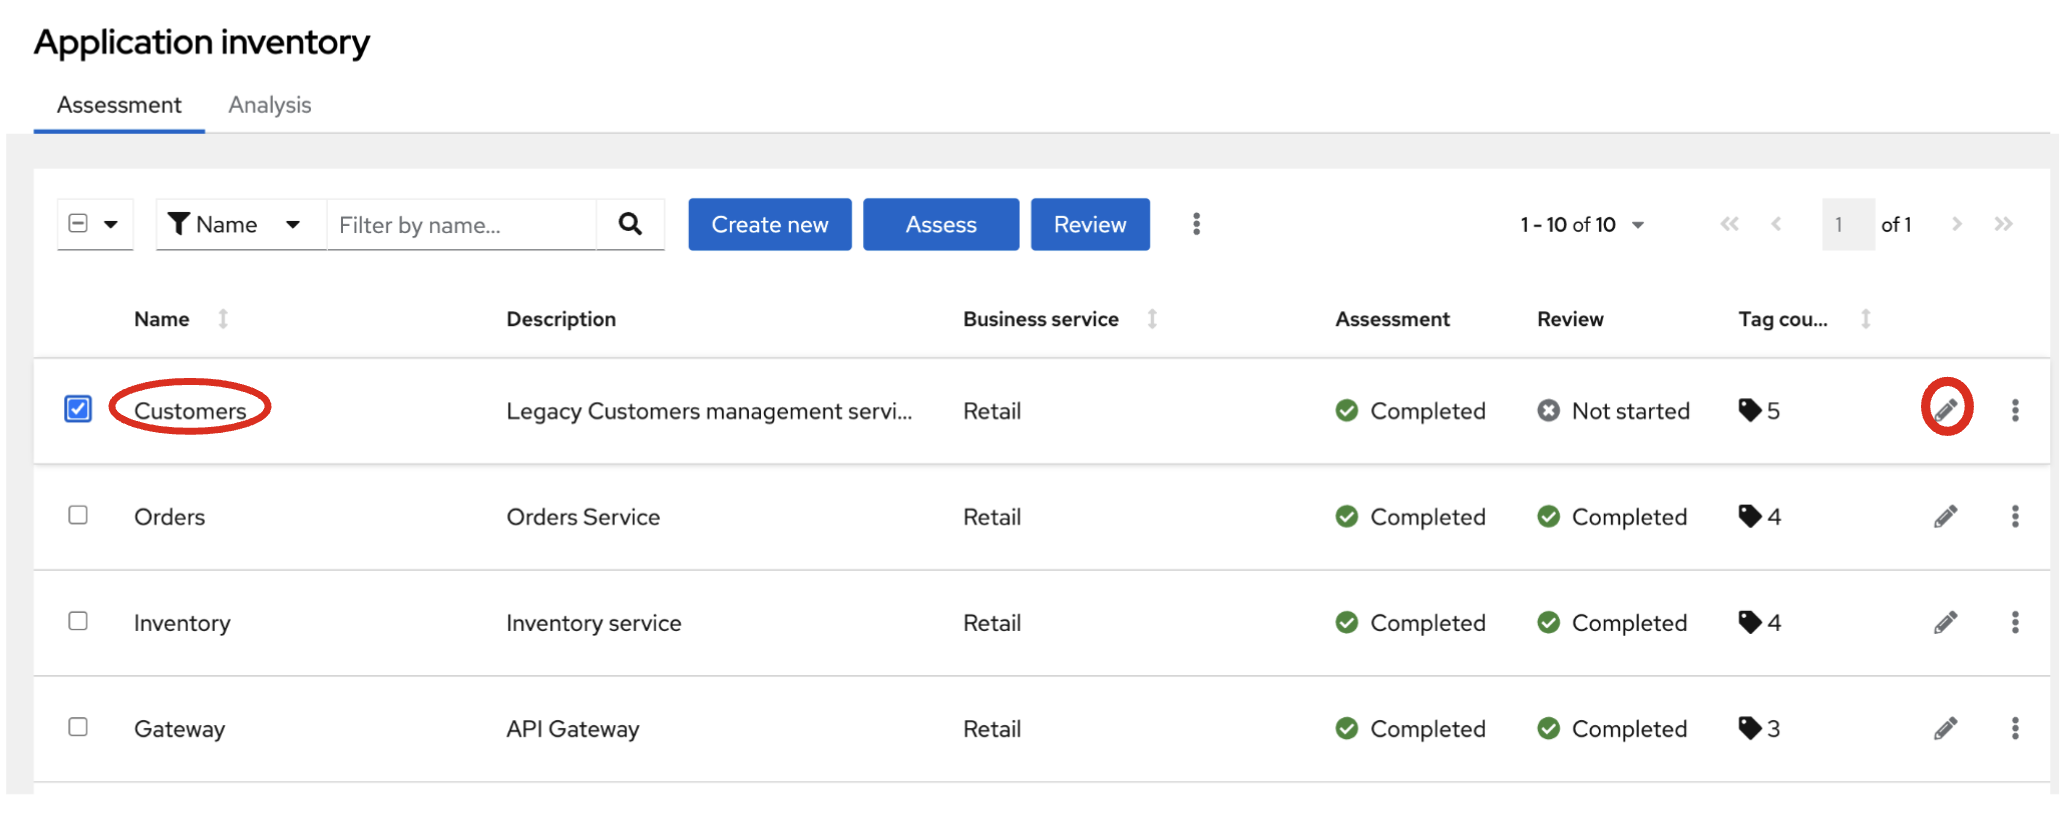 Application inventory
Assessment Analysis
Name Filter by name... Create new Assess Review 1 - 10 of 10 1 of 1
Name Description Business service Assessment Review Tag cou...
Customers Legacy Customers management servi... Retail Completed Not started 5
Orders Orders Service Retail Completed Completed 4
Inventory Inventory service Retail Completed Completed 4
Gateway API Gateway Retail Completed Completed 3